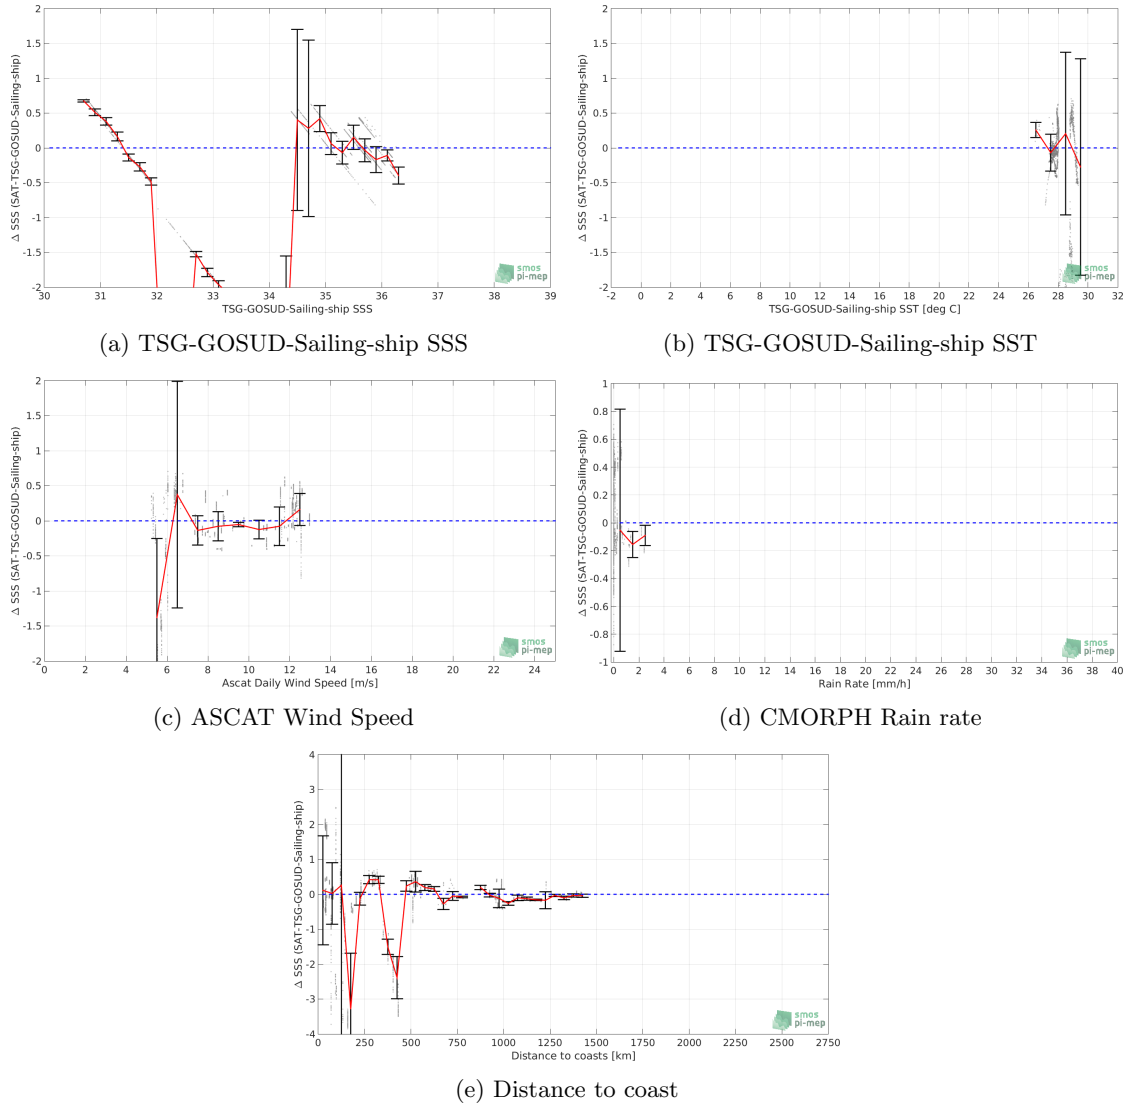 2
1.5
1
0.5
0
-0.5
-1
-1.5
-2
Δ SSS (SAT-TSG-GOSUD-Sailing-ship)
30 31 32 33 34 35 36 37 38 39
TSG-GOSUD-Sailing-ship SSS
smos
pi-mep
(a) TSG-GOSUD-Sailing-ship SSS
2
1.5
1
0.5
0
-0.5
-1
-1.5
-2
Δ SSS (SAT-TSG-GOSUD-Sailing-ship)
-2 0 2 4 6 8 10 12 14 16 18 20 22 24 26 28 30 32
TSG-GOSUD-Sailing-ship SST [deg C]
smos
pi-mep
(b) TSG-GOSUD-Sailing-ship SST
2
1.5
1
0.5
0
-0.5
-1
-1.5
-2
Δ SSS (SAT-TSG-GOSUD-Sailing-ship)
0 2 4 6 8 10 12 14 16 18 20 22 24
Ascat Daily Wind Speed [m/s]
smos
pi-mep
(c) ASCAT Wind Speed
1
0.8
0.6
0.4
0.2
0
-0.2
-0.4
-0.6
-0.8
-1
Δ SSS (SAT-TSG-GOSUD-Sailing-ship)
0 2 4 6 8 10 12 14 16 18 20 22 24 26 28 30 32 34 36 38 40
Rain Rate [mm/h]
smos
pi-mep
(d) CMORPH Rain rate
4
3
2
1
0
-1
-2
-3
-4
Δ SSS (SAT-TSG-GOSUD-Sailing-ship)
0 250 500 750 1000 1250 1500 1750 2000 2250 2500 2750
Distance to coasts [km]
smos
pi-mep
(e) Distance to coast